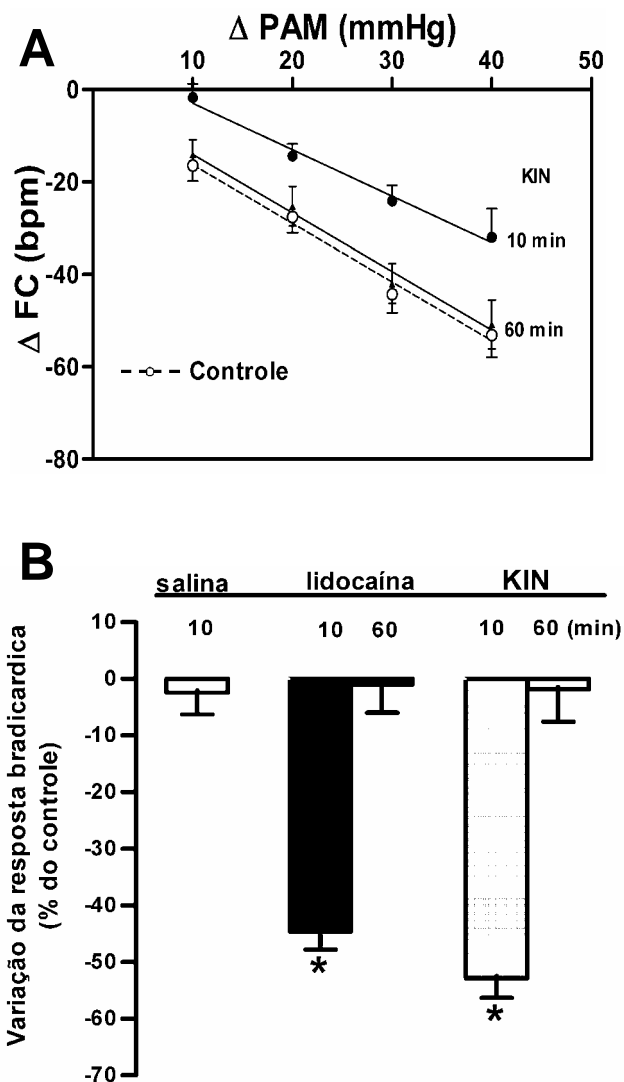 A
Δ PAM (mmHg)
10 20 30 40 50
0
-20
-40
-60
-80
Δ FC (bpm)
KIN
10 min
60 min
Controle
B
salina lidocaína KIN
10 10 60 10 60 (min)
10
0
-10
-20
-30
-40
-50
-60
-70
Variação da resposta bradicardica
(% do controle)
*
*